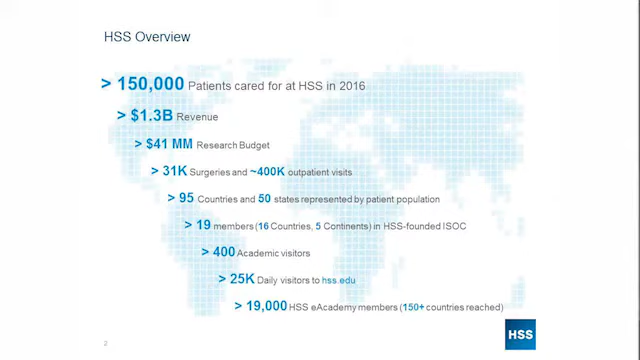 HSS Overview
> 150,000 Patients cared for at HSS in 2016
> $1.3B Revenue
> $41 MM Research Budget
> 31K Surgeries and ~400K outpatient visits
> 95 Countries and 50 states represented by patient population
> 19 members (16 Countries, 5 Continents) in HSS-founded ISOC
> 400 Academic visitors
> 25K Daily visitors to hss.edu
> 19,000 HSS eAcademy members (150+ countries reached)
HSS
2